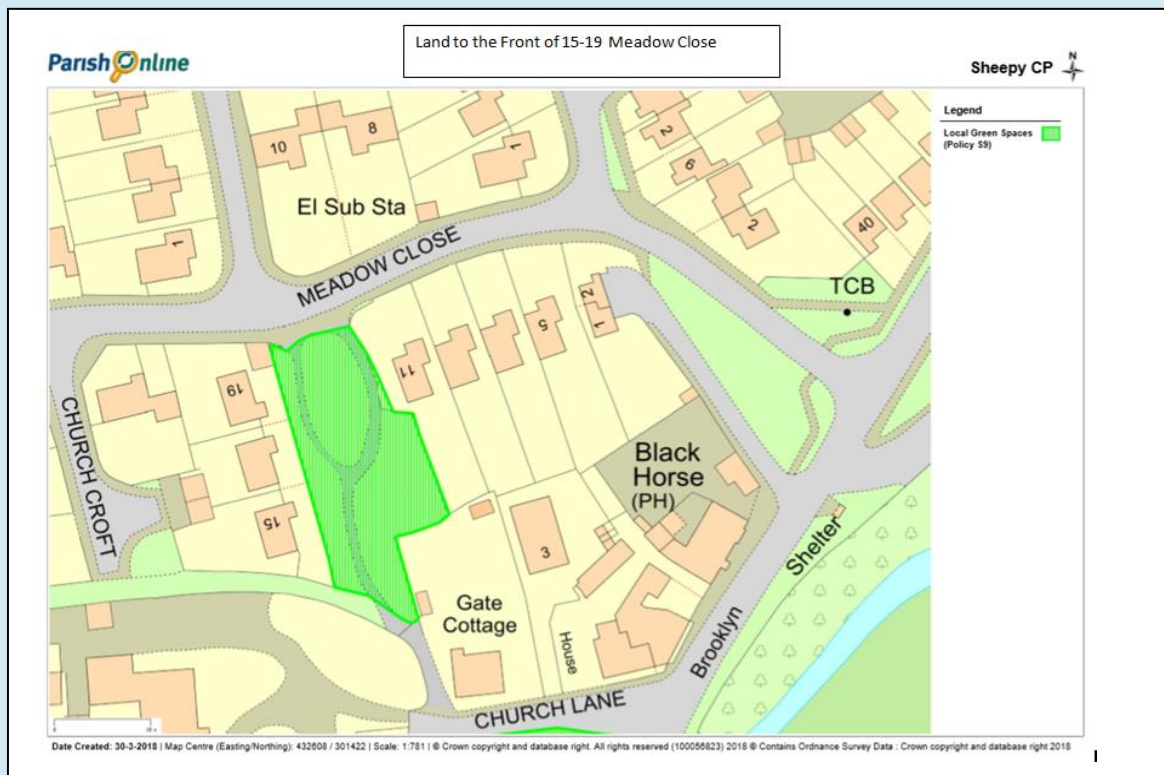 Land to the Front of 15-19 Meadow Close
Parish Online
Sheepy CP
N
Legend
Local Green Spaces
(Policy S9)
10
8
1
2
6
2
40
1
El Sub Sta
MEADOW CLOSE
TCB
2
1
5
11
19
CHURCH CROFT
Black
Horse
(PH)
15
3
Shelter
Gate
Cottage
House
Brooklyn
CHURCH LANE
Date Created: 30-3-2018 | Map Centre (Easting/Northing): 432608 / 301422 | Scale: 1:781 | © Crown copyright and database right. All rights reserved (100056823) 2018 © Contains Ordnance Survey Data : Crown copyright and database right 2018